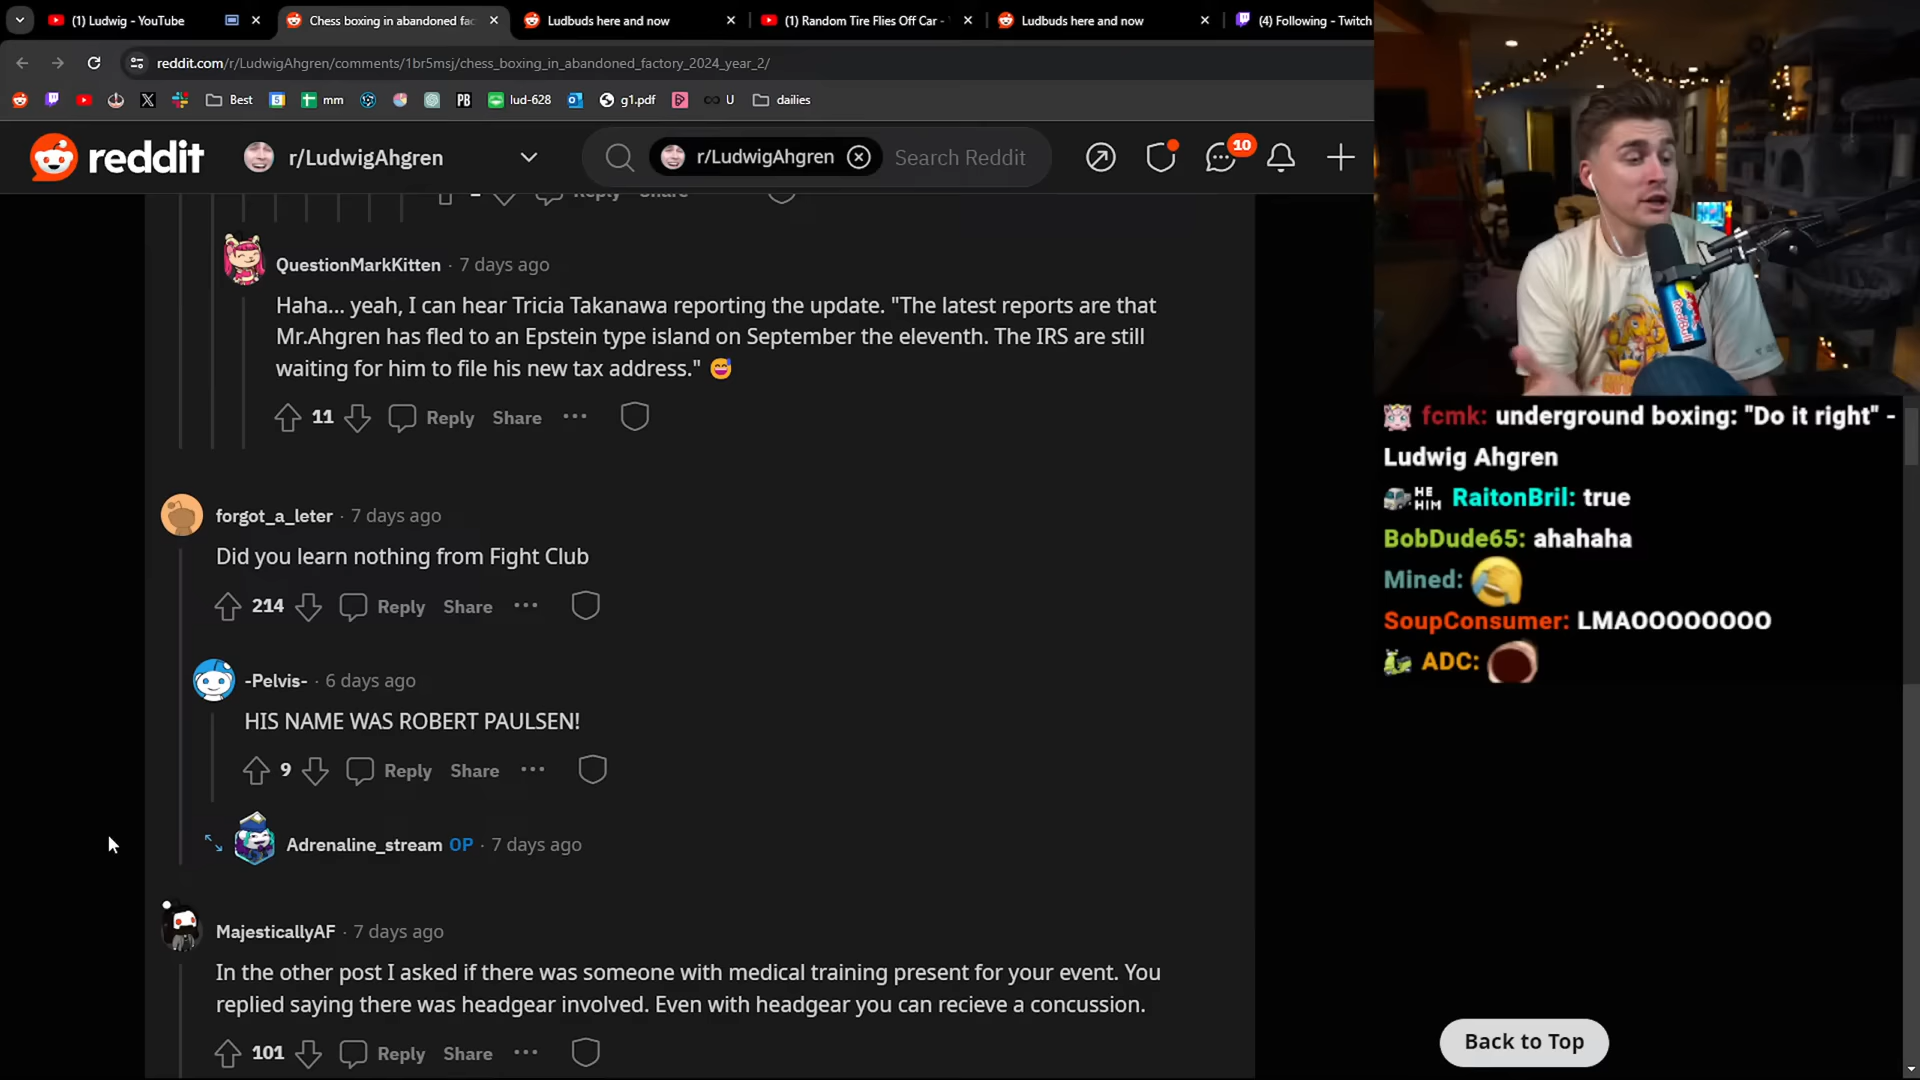 (1) Ludwig - YouTube
Chess boxing in abandoned fac
Ludbuds here and now
(1) Random Tire Flies Off Car -
Ludbuds here and now
(4) Following - Twitch
reddit.com/r/LudwigAhgren/comments/1br5msj/chess_boxing_in_abandoned_factory_2024_year_2/
Best
mm
PB
lud-628
g1.pdf
U
dailies
reddit
r/LudwigAhgren
r/LudwigAhgren
Search Reddit
10
Reply
Share
QuestionMarkKitten · 7 days ago
Haha... yeah, I can hear Tricia Takanawa reporting the update. "The latest reports are that
Mr.Ahgren has fled to an Epstein type island on September the eleventh. The IRS are still
waiting for him to file his new tax address." 😅
11 Reply Share ···
forgot_a_leter · 7 days ago
Did you learn nothing from Fight Club
214 Reply Share ···
-Pelvis- · 6 days ago
HIS NAME WAS ROBERT PAULSEN!
9 Reply Share ···
Adrenaline_stream OP · 7 days ago
MajesticallyAF · 7 days ago
In the other post I asked if there was someone with medical training present for your event. You
replied saying there was headgear involved. Even with headgear you can recieve a concussion.
101 Reply Share ···
Red Bull
fcmk: underground boxing: "Do it right" -
Ludwig Ahgren
HE
HIM
RaitonBril: true
BobDude65: ahahaha
Mined: 😂
SoupConsumer: LMAOOOOOOOO
ADC:
Back to Top